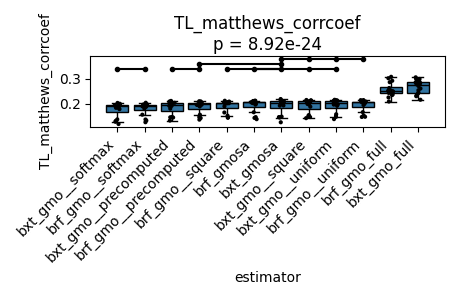 TL_matthews_corrcoef
p = 8.92e-24
TL_matthews_corrcoef
0.3
0.2
bxt_gmo__softmax
brf_gmo__softmax
bxt_gmo__precomputed
brf_gmo__precomputed
brf_gmo__square
brf_gmosa
bxt_gmosa
bxt_gmo__square
bxt_gmo__uniform
brf_gmo__uniform
brf_gmo_full
bxt_gmo_full
estimator